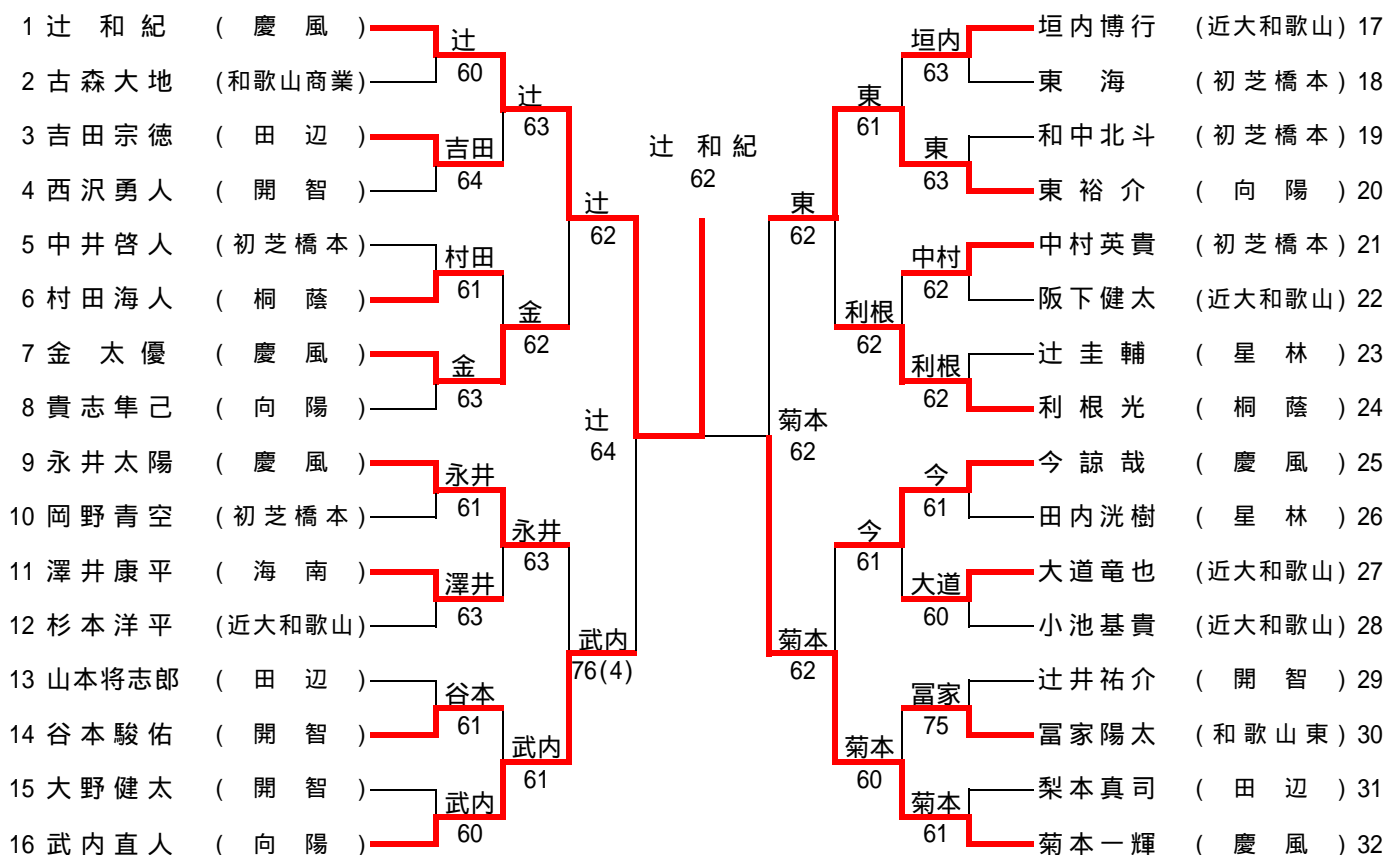 1 辻 和 紀 ( 慶 風 )
2 古 森 大 地 (和歌山商業)
3 吉 田 宗 徳 ( 田 辺 )
4 西 沢 勇 人 ( 開 智 )
5 中 井 啓 人 (初 芝 橋 本)
6 村 田 海 人 ( 桐 蔭 )
7 金 太 優 ( 慶 風 )
8 貴 志 隼 己 ( 向 陽 )
9 永 井 太 陽 ( 慶 風 )
10 岡 野 青 空 (初 芝 橋 本)
11 澤 井 康 平 ( 海 南 )
12 杉 本 洋 平 (近大和歌山)
13 山本将志郎 ( 田 辺 )
14 谷 本 駿 佑 ( 開 智 )
15 大 野 健 太 ( 開 智 )
16 武 内 直 人 ( 向 陽 )
辻
60
吉田
64
村田
61
金
63
永井
61
澤井
63
谷本
61
武内
60
辻
63
金
62
永井
63
武内
61
辻
62
武内
76(4)
辻
64
辻 和 紀
62
菊本
62
東
62
菊本
62
東
61
利根
62
今
61
菊本
60
垣内
63
東
63
中村
62
利根
62
今
61
大道
60
冨家
75
菊本
61
垣 内 博 行 (近大和歌山) 17
東 海 (初 芝 橋 本) 18
和 中 北 斗 (初 芝 橋 本) 19
東 裕 介 ( 向 陽 ) 20
中 村 英 貴 (初 芝 橋 本) 21
阪 下 健 太 (近大和歌山) 22
辻 圭 輔 ( 星 林 ) 23
利 根 光 ( 桐 蔭 ) 24
今 諒 哉 ( 慶 風 ) 25
田 内 洸 樹 ( 星 林 ) 26
大 道 竜 也 (近大和歌山) 27
小 池 基 貴 (近大和歌山) 28
辻 井 祐 介 ( 開 智 ) 29
冨 家 陽 太 (和 歌 山 東) 30
梨 本 真 司 ( 田 辺 ) 31
菊 本 一 輝 ( 慶 風 ) 32